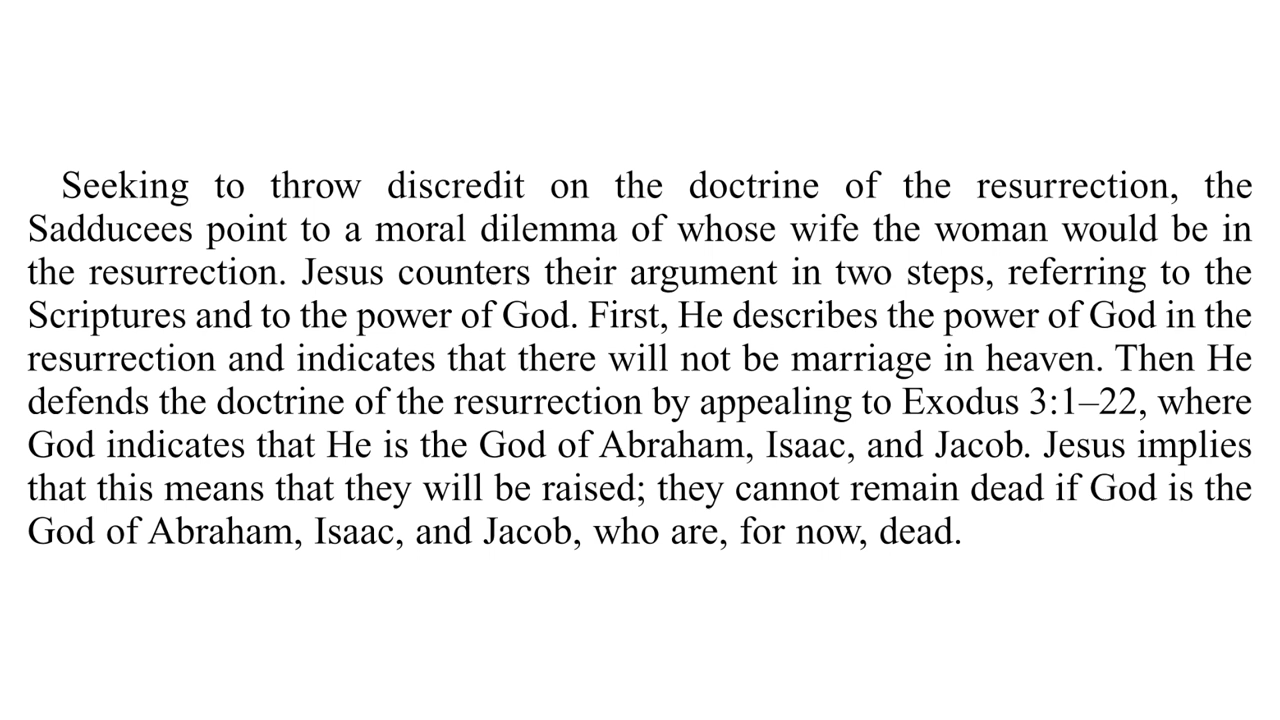 Seeking to throw discredit on the doctrine of the resurrection, the
Sadducees point to a moral dilemma of whose wife the woman would be in
the resurrection. Jesus counters their argument in two steps, referring to the
Scriptures and to the power of God. First, He describes the power of God in the
resurrection and indicates that there will not be marriage in heaven. Then He
defends the doctrine of the resurrection by appealing to Exodus 3:1–22, where
God indicates that He is the God of Abraham, Isaac, and Jacob. Jesus implies
that this means that they will be raised; they cannot remain dead if God is the
God of Abraham, Isaac, and Jacob, who are, for now, dead.